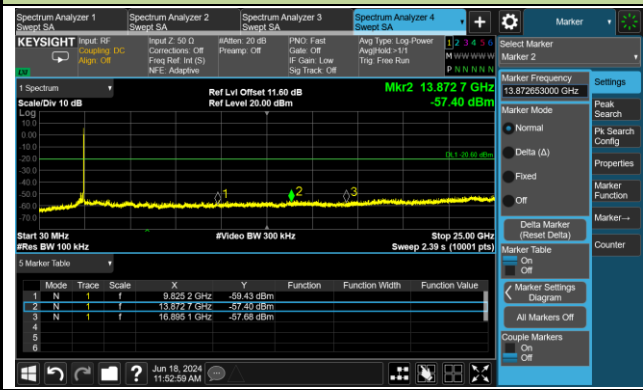 Spectrum Analyzer 1
Swept SA
Spectrum Analyzer 2
Swept SA
Spectrum Analyzer 3
Swept SA
Spectrum Analyzer 4
Swept SA
Marker
KEYSIGHT
Input: RF
Coupling: DC
Align: Off
Input Z: 50 Ω
Corrections: Off
Freq Ref: Int (S)
NFE: Adaptive
#Atten: 20 dB
Preamp: Off
PNO: Fast
Gate: Off
IF Gain: Low
Sig Track: Off
Avg Type: Log-Power
Avg|Hold:>1/1
Trig: Free Run
1 2 3 4 5 6
M W W W W W
P N N N N N
LXI
Select Marker
Marker 2
1 Spectrum
Scale/Div 10 dB
Log
Ref Lvl Offset 11.60 dB
Ref Level 20.00 dBm
Mkr2 13.872 7 GHz
-57.40 dBm
10.0
0.00
-10.0
-20.0
-30.0
-40.0
-50.0
-60.0
-70.0
DL1 -20.60 dBm
1
2
3
Start 30 MHz
#Res BW 100 kHz
#Video BW 300 kHz
Stop 25.00 GHz
Sweep 2.39 s (10001 pts)
5 Marker Table
Mode Trace Scale X Y Function Function Width Function Value
1 N 1 f 9.825 2 GHz -59.43 dBm
2 N 1 f 13.872 7 GHz -57.40 dBm
3 N 1 f 16.895 1 GHz -57.68 dBm
4
5
6
Marker Frequency
13.872653000 GHz
Marker Mode
Normal
Delta (Δ)
Fixed
Off
Delta Marker
(Reset Delta)
Marker Table
On
Off
Marker Settings
Diagram
All Markers Off
Couple Markers
On
Off
Settings
Peak
Search
Pk Search
Config
Properties
Marker
Function
Marker→
Counter
?
Jun 18, 2024
11:52:59 AM